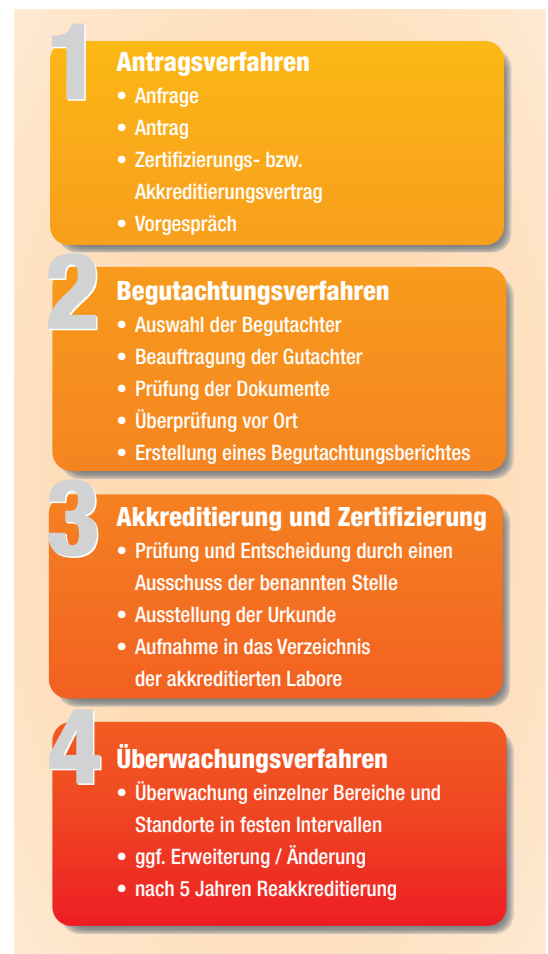 1
Antragsverfahren
• Anfrage
• Antrag
• Zertifizierungs- bzw.
Akkreditierungsvertrag
• Vorgespräch
2
Begutachtungsverfahren
• Auswahl der Begutachter
• Beauftragung der Gutachter
• Prüfung der Dokumente
• Überprüfung vor Ort
• Erstellung eines Begutachtungsberichtes
3
Akkreditierung und Zertifizierung
• Prüfung und Entscheidung durch einen
Ausschuss der benannten Stelle
• Ausstellung der Urkunde
• Aufnahme in das Verzeichnis
der akkreditierten Labore
4
Überwachungsverfahren
• Überwachung einzelner Bereiche und
Standorte in festen Intervallen
• ggf. Erweiterung / Änderung
• nach 5 Jahren Reakkreditierung